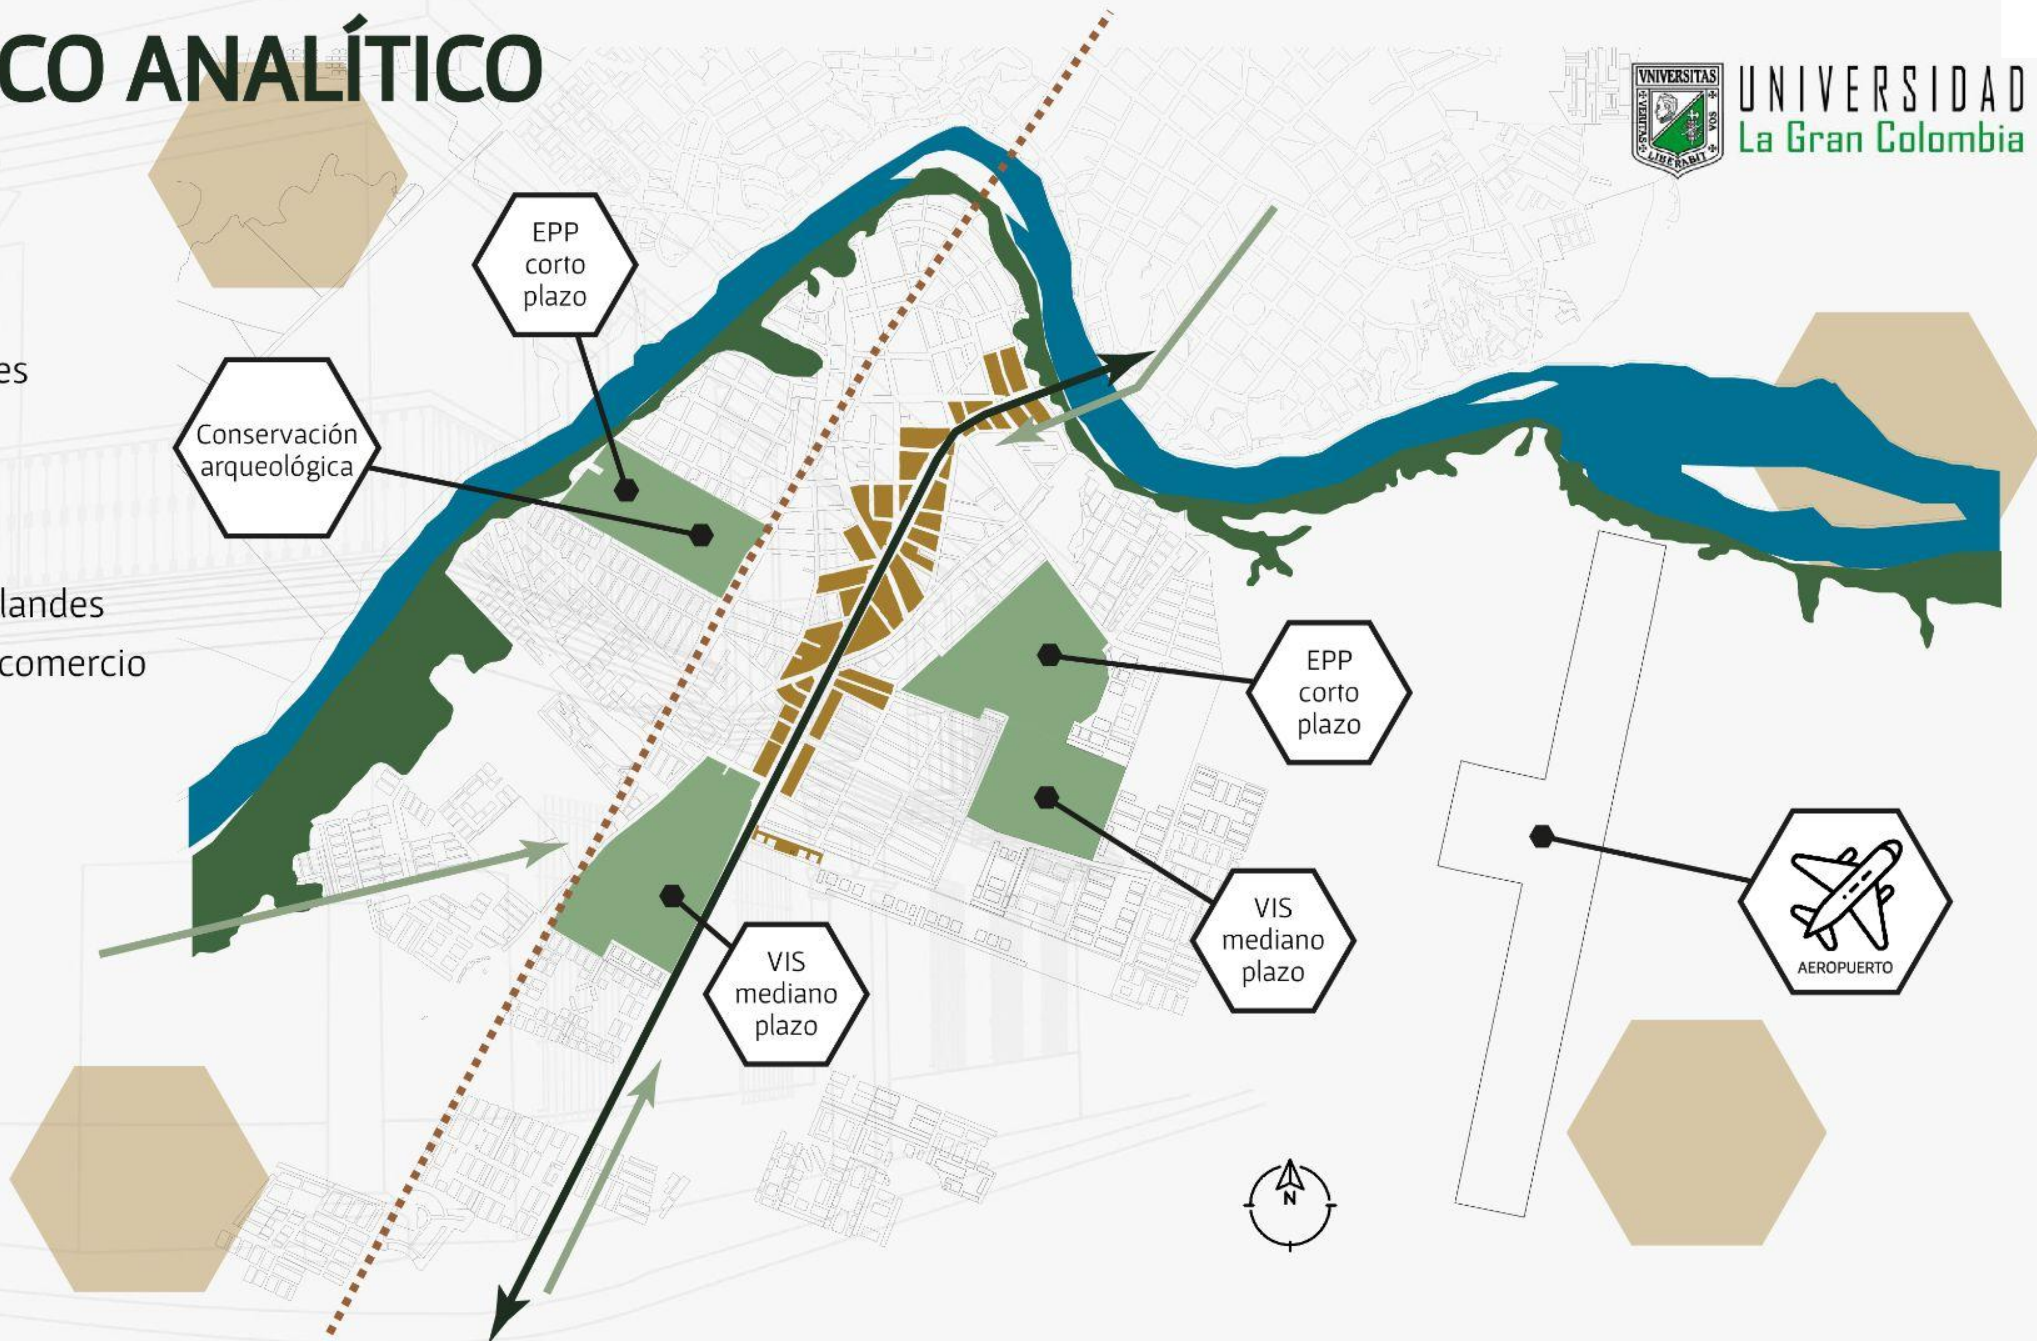 CO ANALÍTICO
VNIVERSITAS
VERITAS
VOS
LIBERABIT
UNIVERSIDAD
La Gran Colombia
EPP
corto
plazo
es
Conservación
arqueológica
landes
comercio
EPP
corto
plazo
VIS
mediano
plazo
VIS
mediano
plazo
AEROPUERTO
N